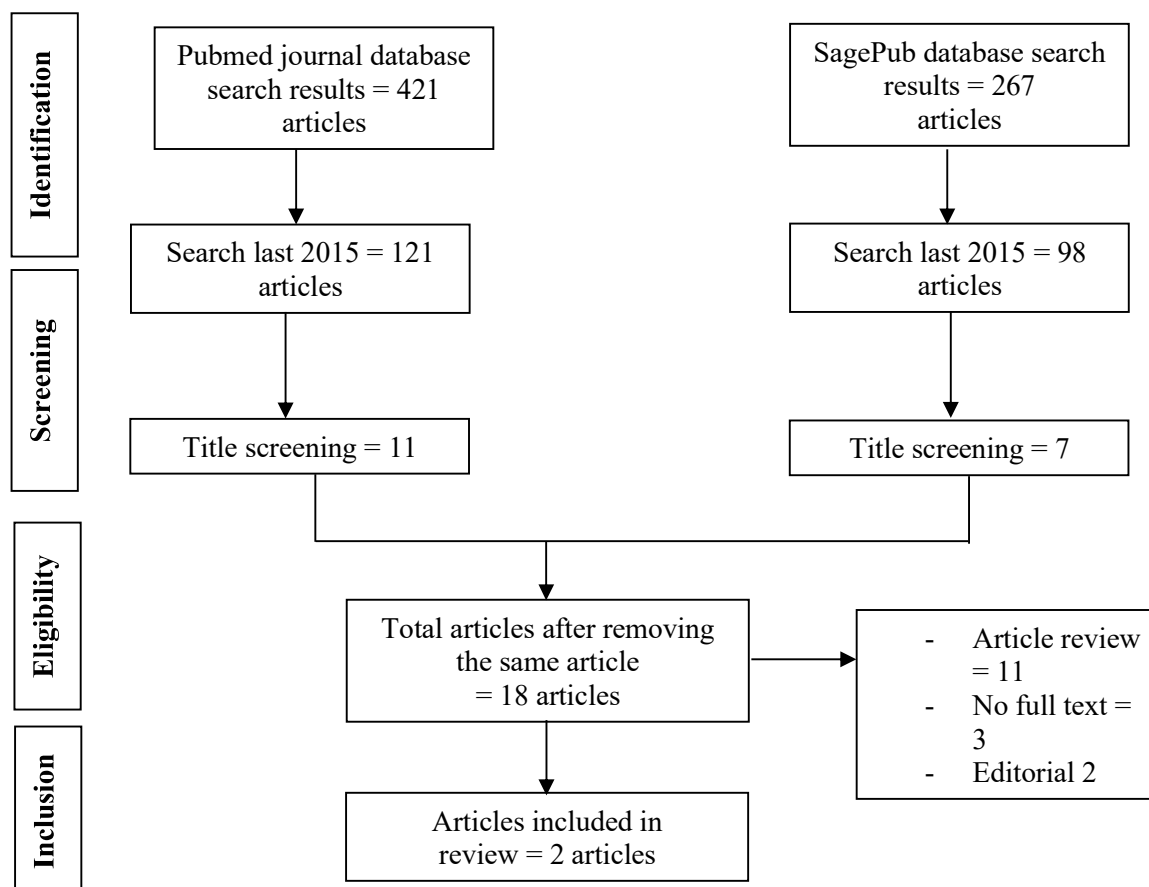 Identification
Pubmed journal database
search results = 421
articles
SagePub database search
results = 267
articles
Search last 2015 = 121
articles
Search last 2015 = 98
articles
Screening
Title screening = 11
Title screening = 7
Eligibility
Total articles after removing
the same article
= 18 articles
- Article review
= 11
- No full text =
3
- Editorial 2
Inclusion
Articles included in
review = 2 articles